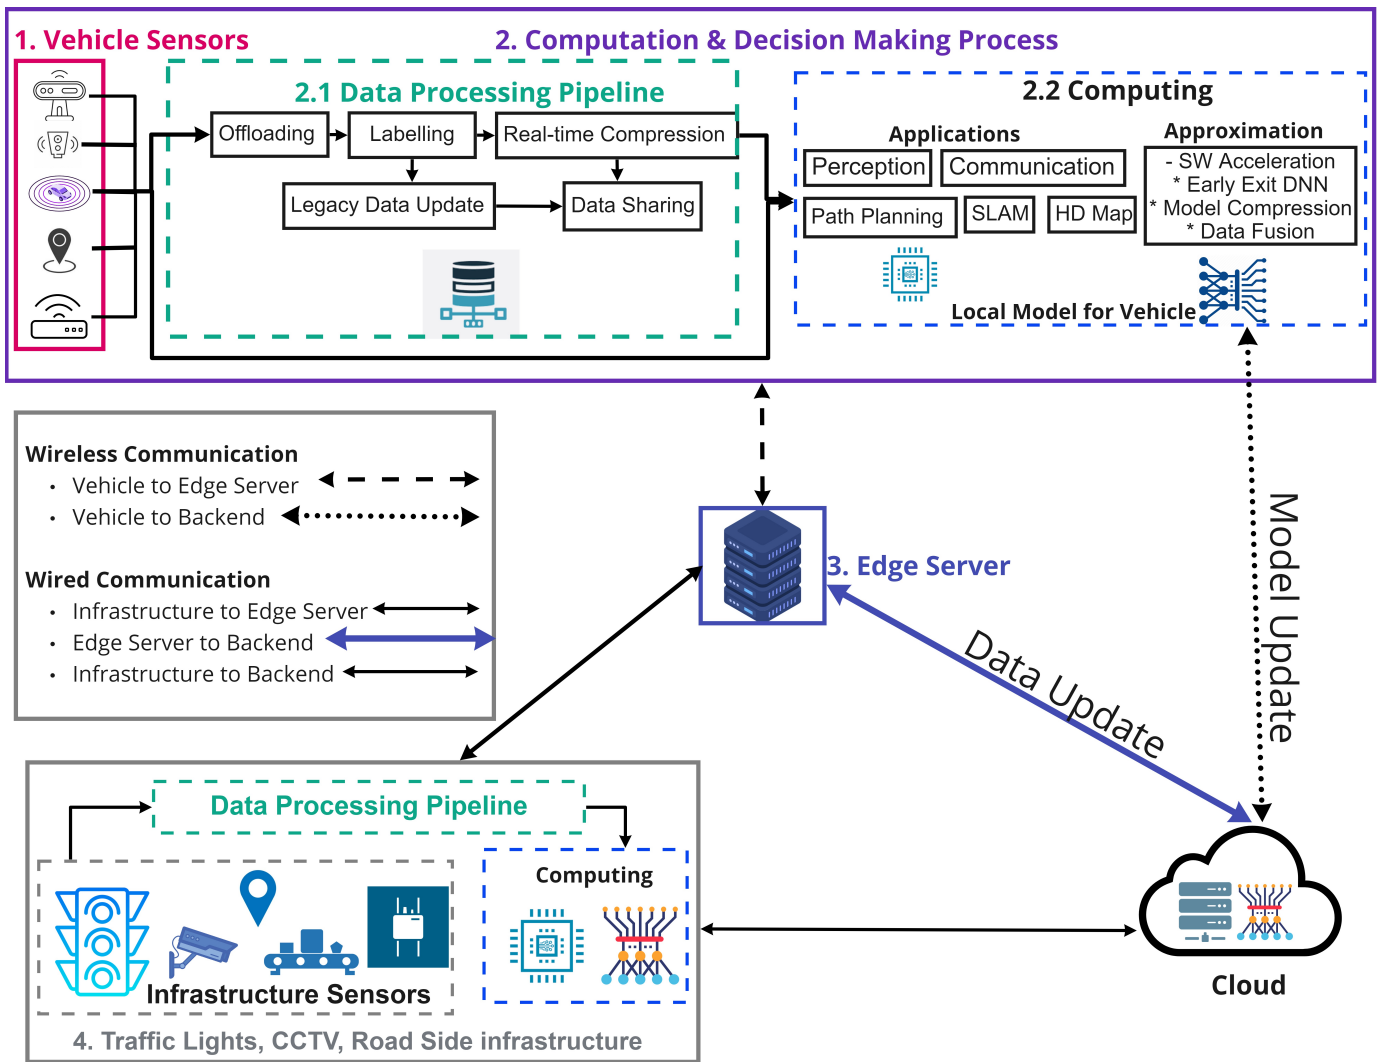 1. Vehicle Sensors
2. Computation & Decision Making Process
2.1 Data Processing Pipeline
Offloading
Labelling
Real-time Compression
Legacy Data Update
Data Sharing
2.2 Computing
Applications
Perception
Communication
Path Planning
SLAM
HD Map
Approximation
- SW Acceleration
* Early Exit DNN
* Model Compression
* Data Fusion
Local Model for Vehicle
Wireless Communication
• Vehicle to Edge Server
• Vehicle to Backend
Wired Communication
• Infrastructure to Edge Server
• Edge Server to Backend
• Infrastructure to Backend
3. Edge Server
Data Update
Model Update
Data Processing Pipeline
Computing
Infrastructure Sensors
4. Traffic Lights, CCTV, Road Side infrastructure
Cloud